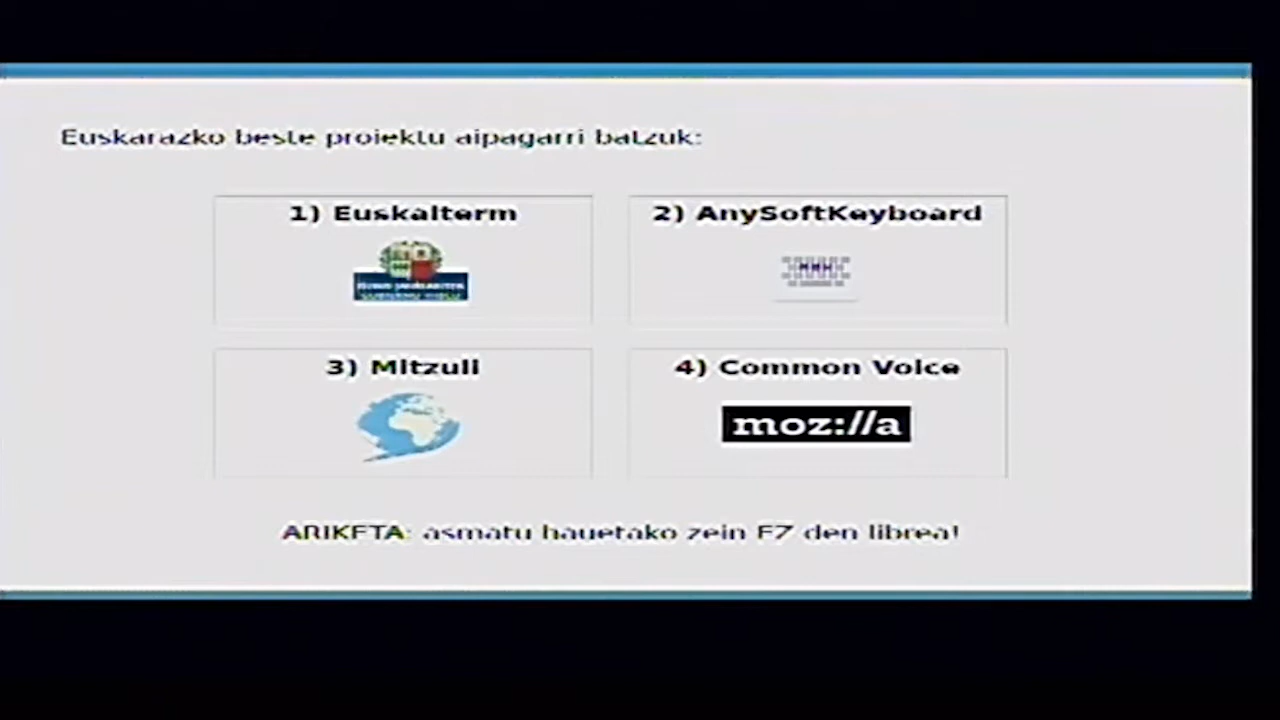 Euskarazko beste proiektu aipagarri batzuk:
1) Euskalterm
2) AnySoftKeyboard
3) Mitzuli
4) Common Voice
moz://a
ARIKETA: asmatu hauetako zein EZ den librea!